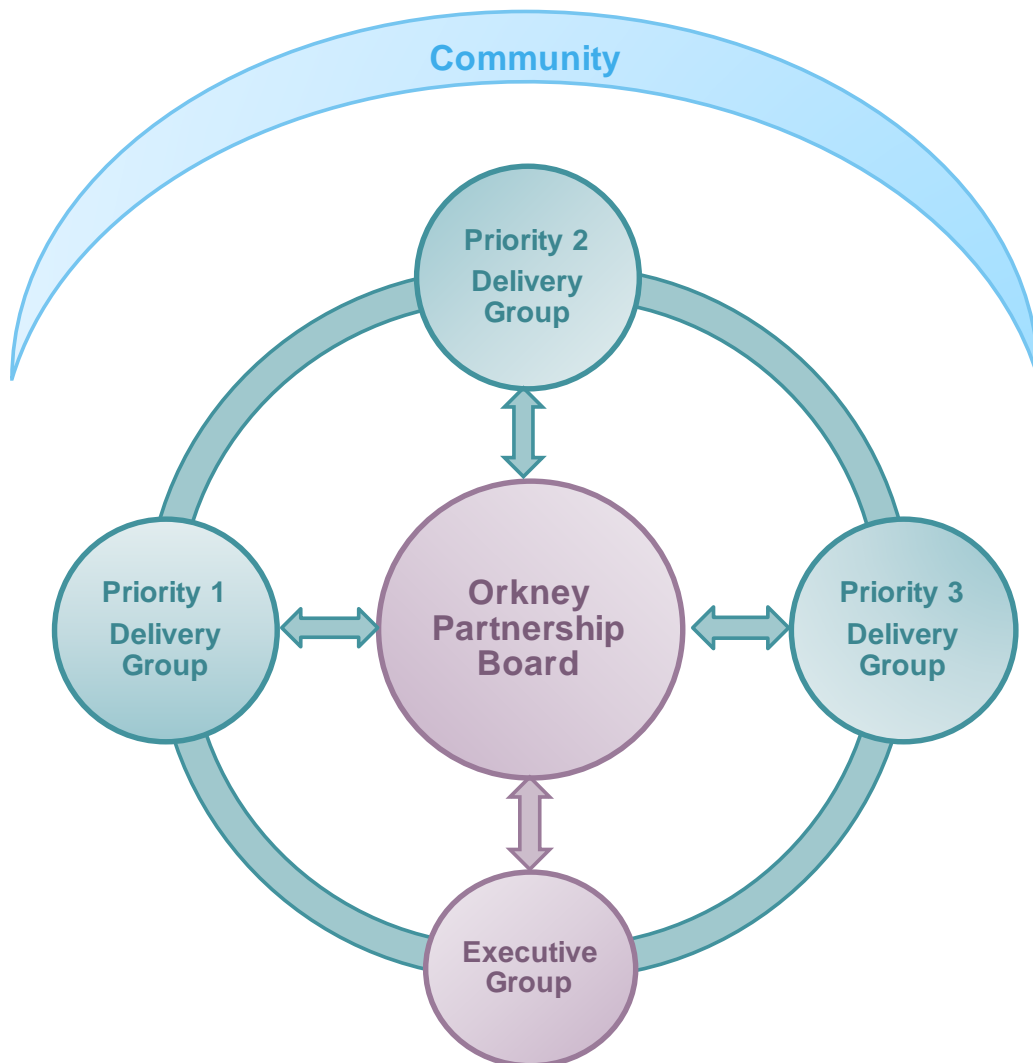 Community
Priority 2
Delivery
Group
Priority 1
Delivery
Group
Orkney
Partnership
Board
Priority 3
Delivery
Group
Executive
Group